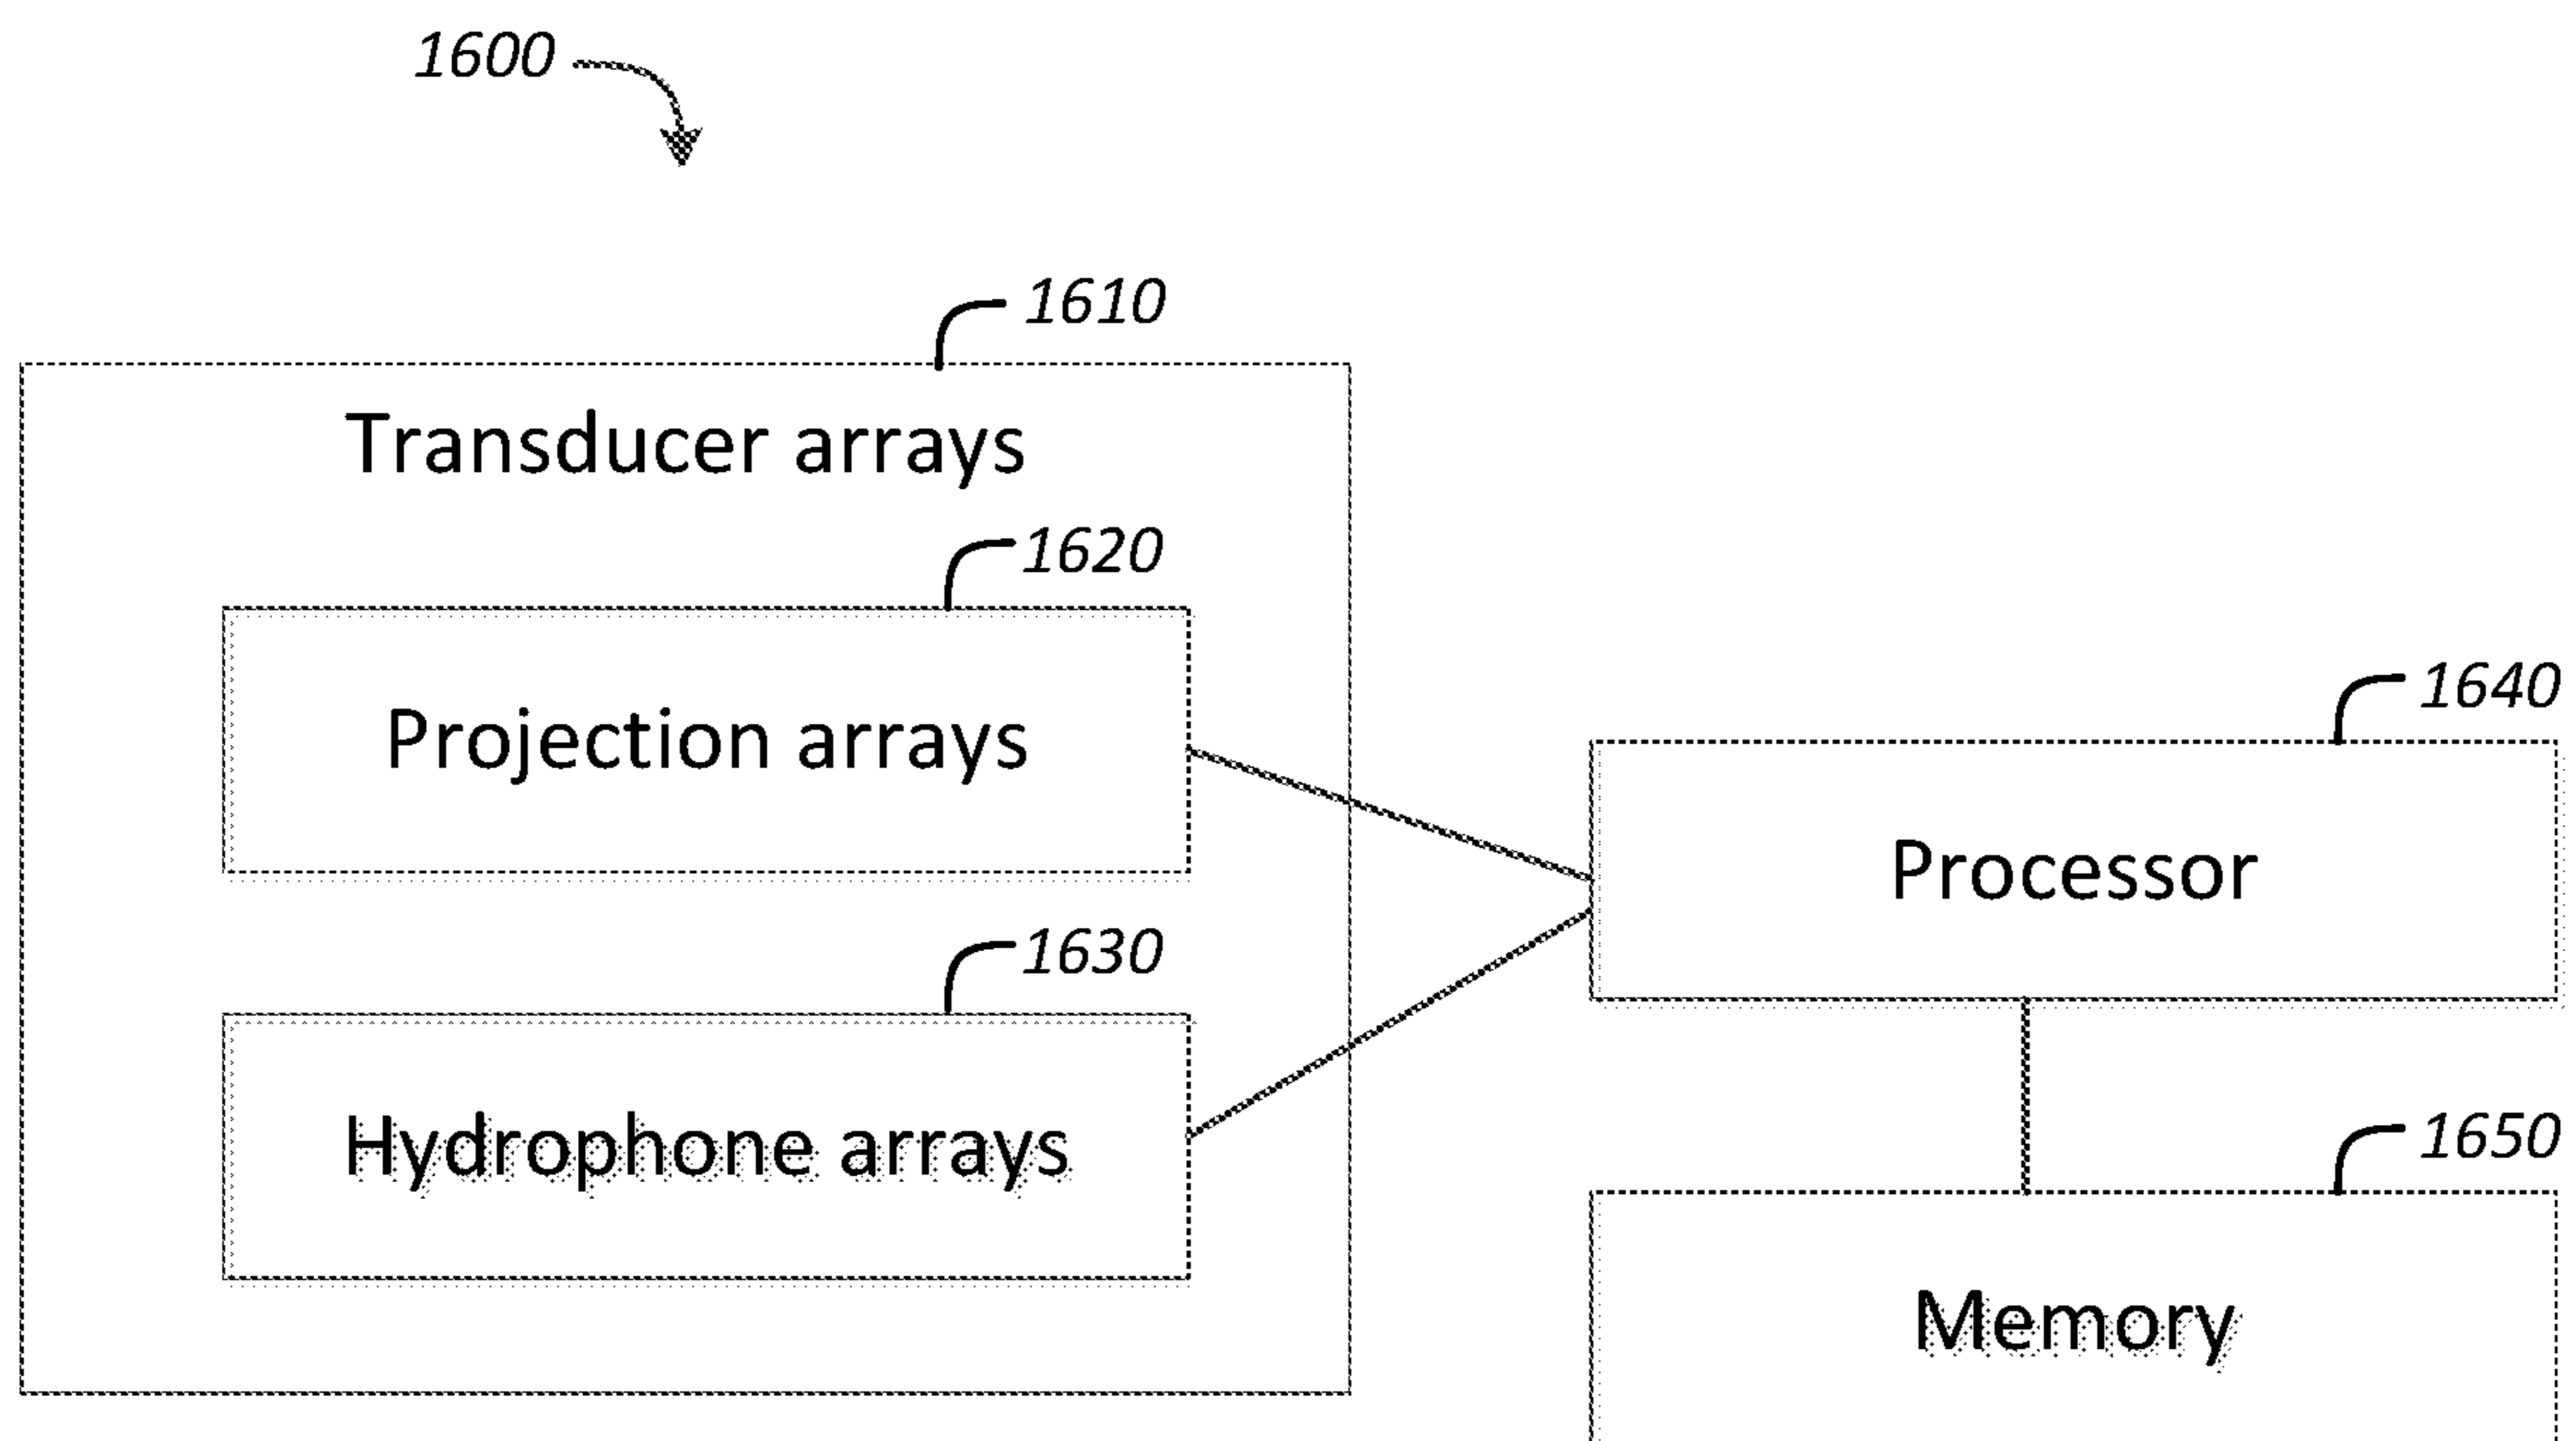 1600
1610
Transducer arrays
1620
Projection arrays
1640
Processor
1630
Hydrophone arrays
1650
Memory